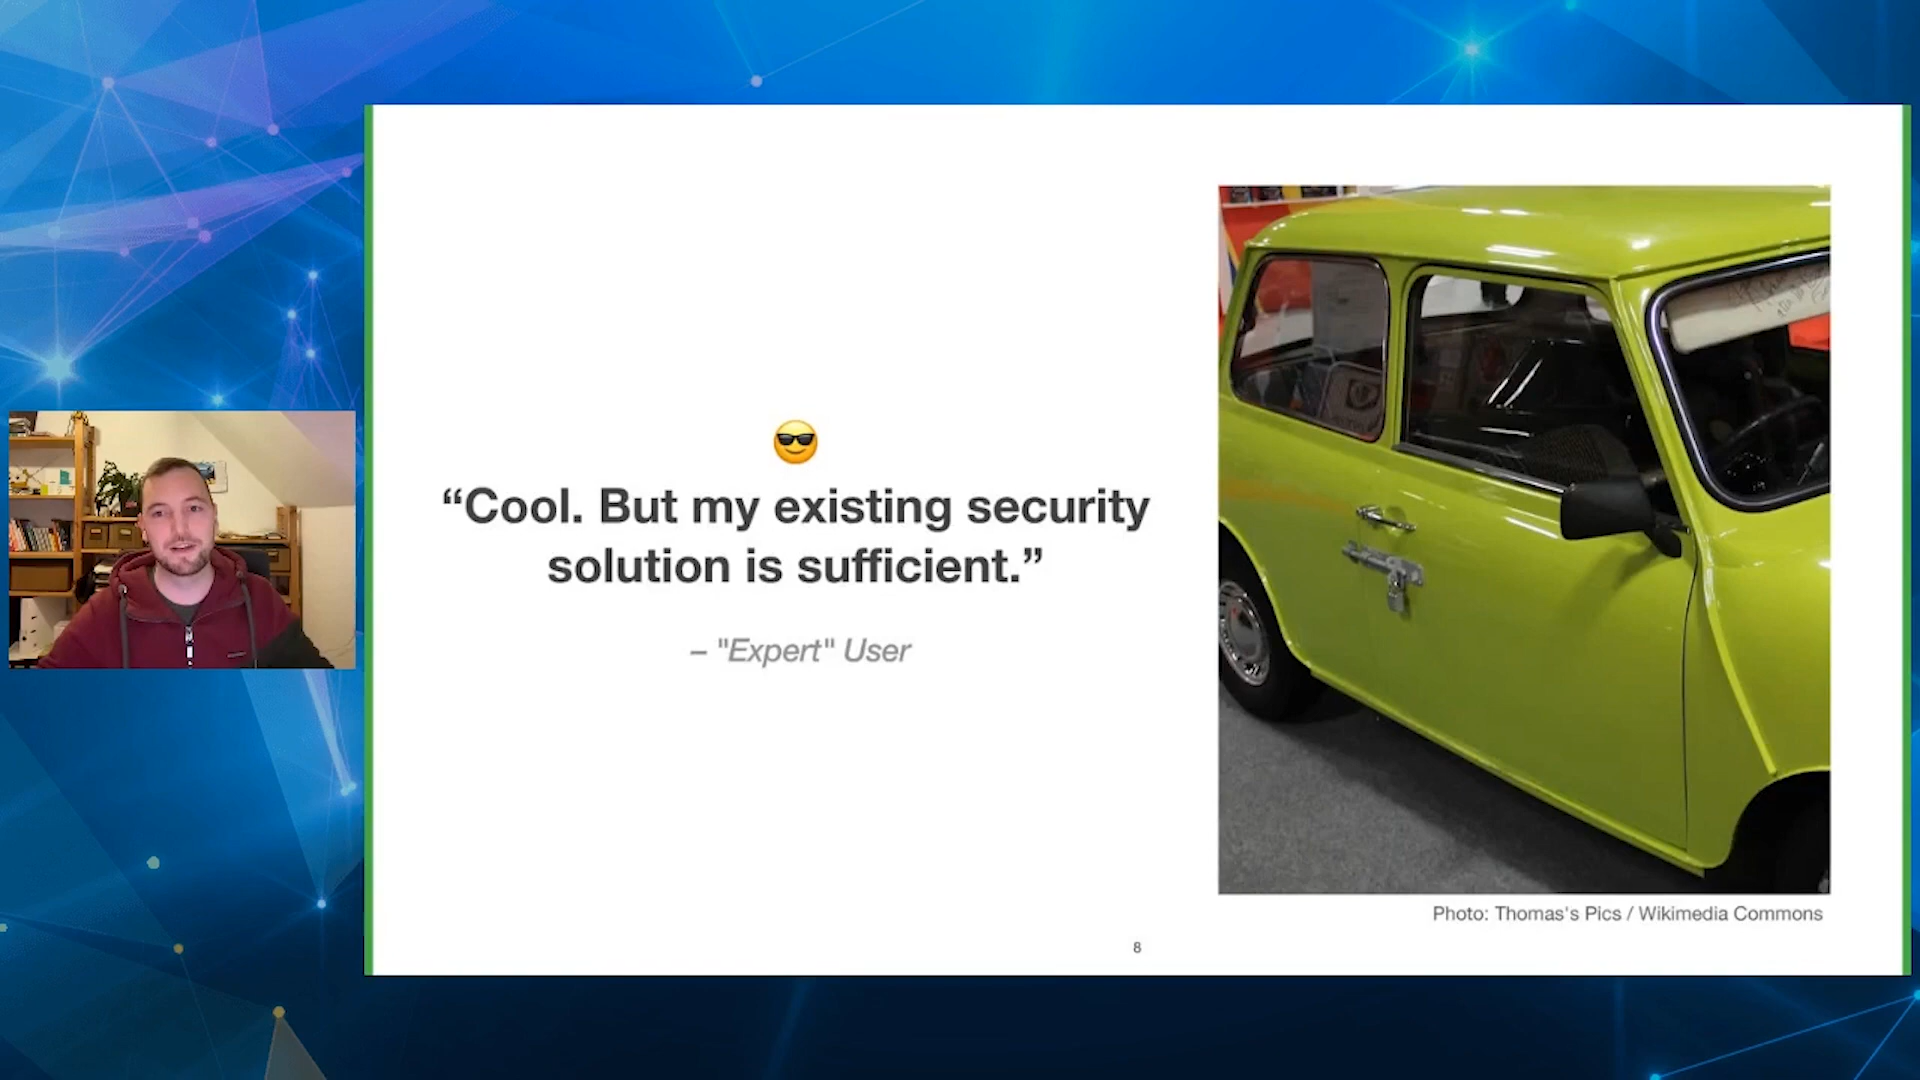 “Cool. But my existing security
solution is sufficient.”
– "Expert" User
Photo: Thomas's Pics / Wikimedia Commons
8